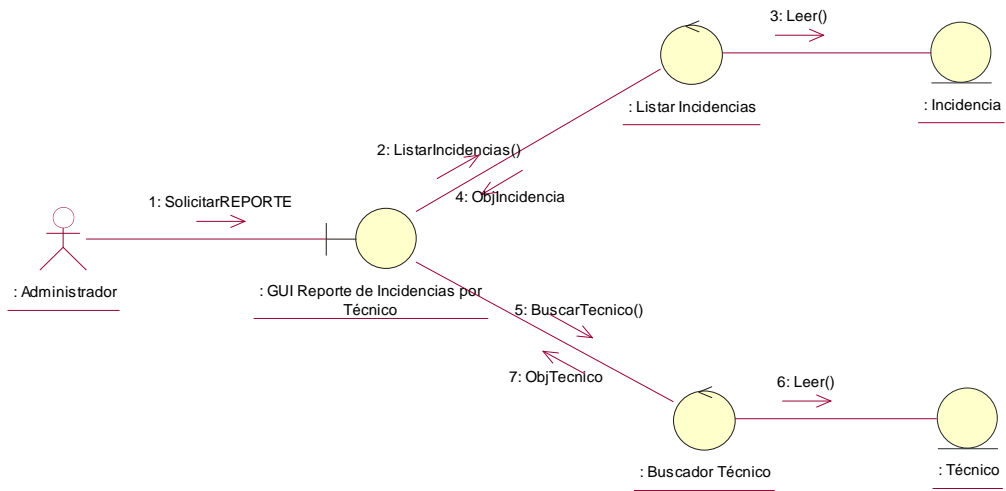 3: Leer()
: Listar Incidencias
: Incidencia
2: ListarIncidencias()
4: ObjIncidencia
1: SolicitarREPORTE
: Administrador
: GUI Reporte de Incidencias por
Técnico
5: BuscarTecnico()
7: ObjTecnico
6: Leer()
: Buscador Técnico
: Técnico